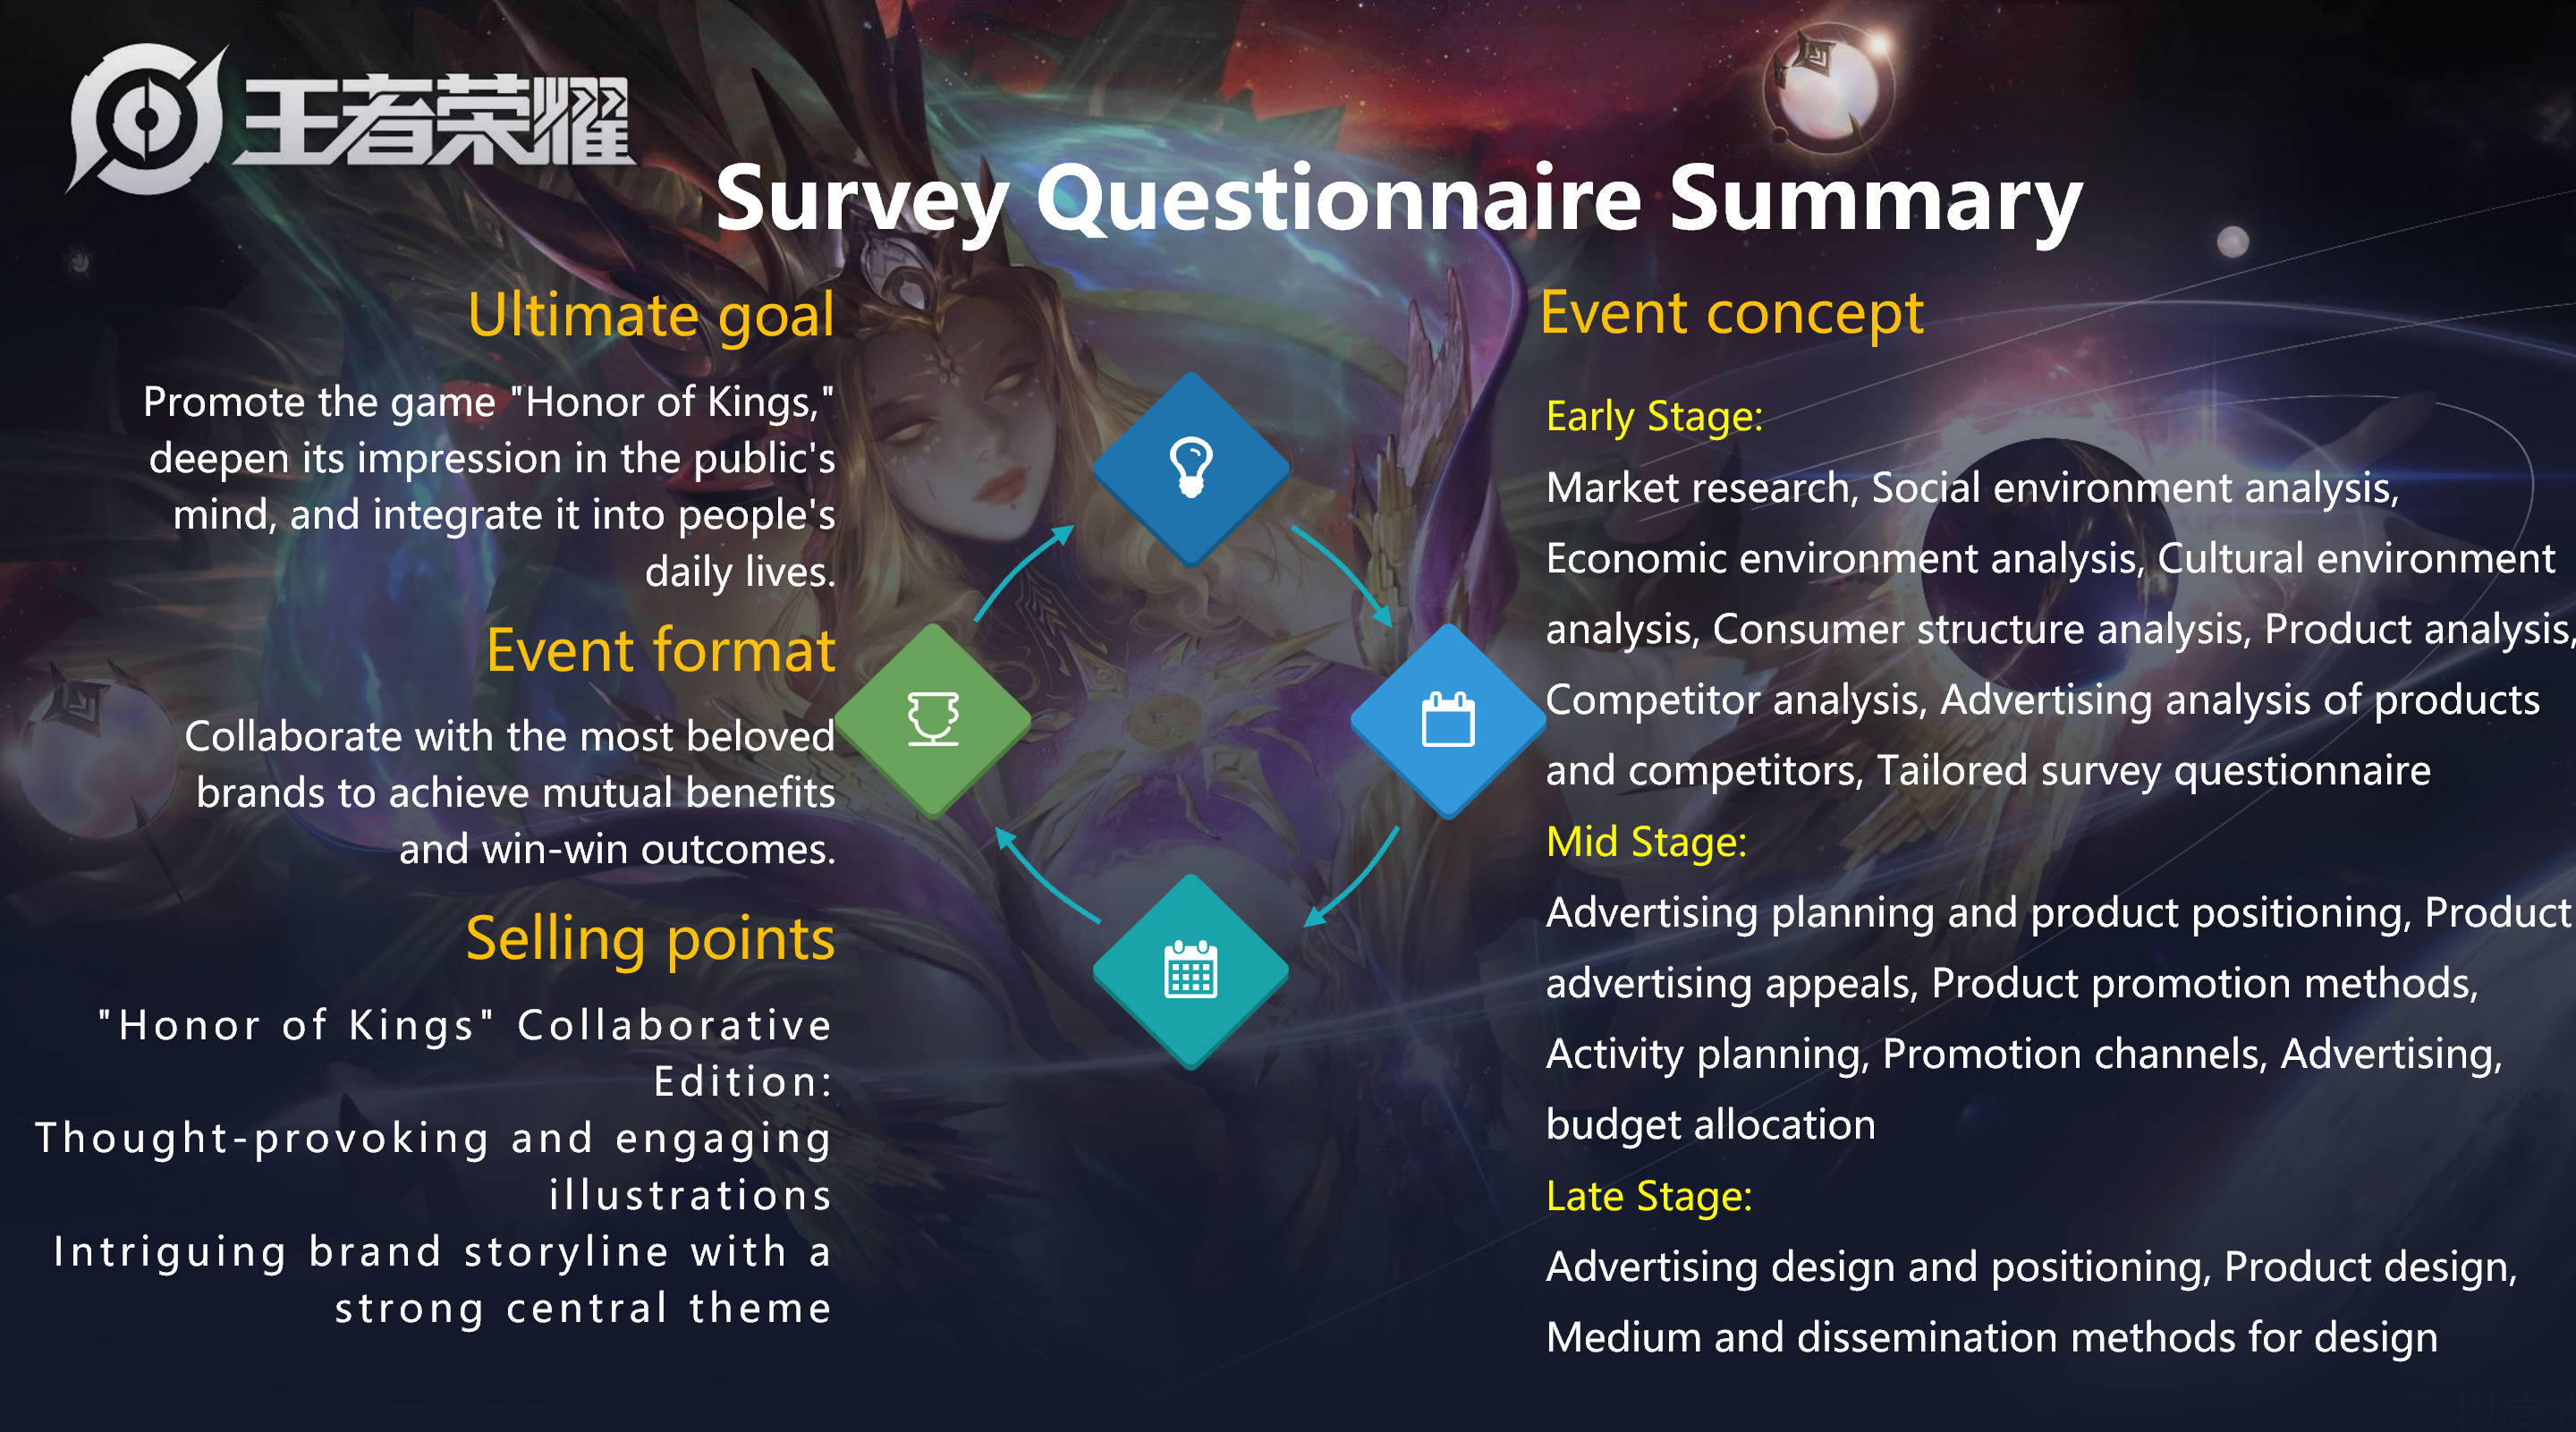 王者荣耀
Survey Questionnaire Summary
Ultimate goal
Promote the game "Honor of Kings,"
deepen its impression in the public's
mind, and integrate it into people's
daily lives.
Event format
Collaborate with the most beloved
brands to achieve mutual benefits
and win-win outcomes.
Selling points
"Honor of Kings" Collaborative
Edition:
Thought-provoking and engaging
illustrations
Intriguing brand storyline with a
strong central theme
Event concept
Early Stage:
Market research, Social environment analysis,
Economic environment analysis, Cultural environment
analysis, Consumer structure analysis, Product analysis,
Competitor analysis, Advertising analysis of products
and competitors, Tailored survey questionnaire
Mid Stage:
Advertising planning and product positioning, Product
advertising appeals, Product promotion methods,
Activity planning, Promotion channels, Advertising,
budget allocation
Late Stage:
Advertising design and positioning, Product design,
Medium and dissemination methods for design